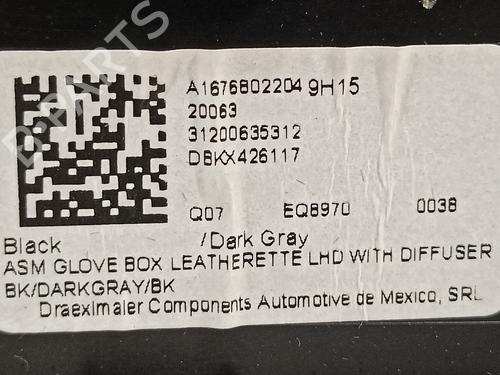 A1676802204 9H15
20063
31200635312
DBKX426117
Q07 EQ8970 0038
Black /Dark Gray
ASM GLOVE BOX LEATHERETTE LHD WITH DIFFUSER
BK/DARKGRAY/BK
Draexlmaier Components Automotive de Mexico, SRL
B-PARTS